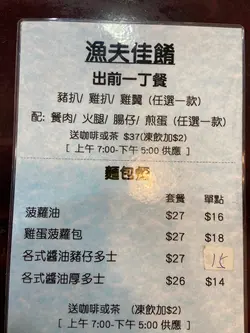 漁夫佳餚
出前一丁餐
豬扒/ 雞扒/ 雞翼 (任選一款)
配: 餐肉/ 火腿/ 腸仔/ 煎蛋 (任選一款)
送咖啡或茶 $37(凍飲加$2)
[ 上午 7:00-下午 5:00 供應 ]
麵包
套餐 單點
菠蘿油 $27 $16
雞蛋菠蘿包 $27 $18
各式醬油豬仔多士 $27 15
各式醬油厚多士 $26 $14
送咖啡或茶 (凍飲加$2)
[ 上午 7:00-下午 5:00 供應 ]